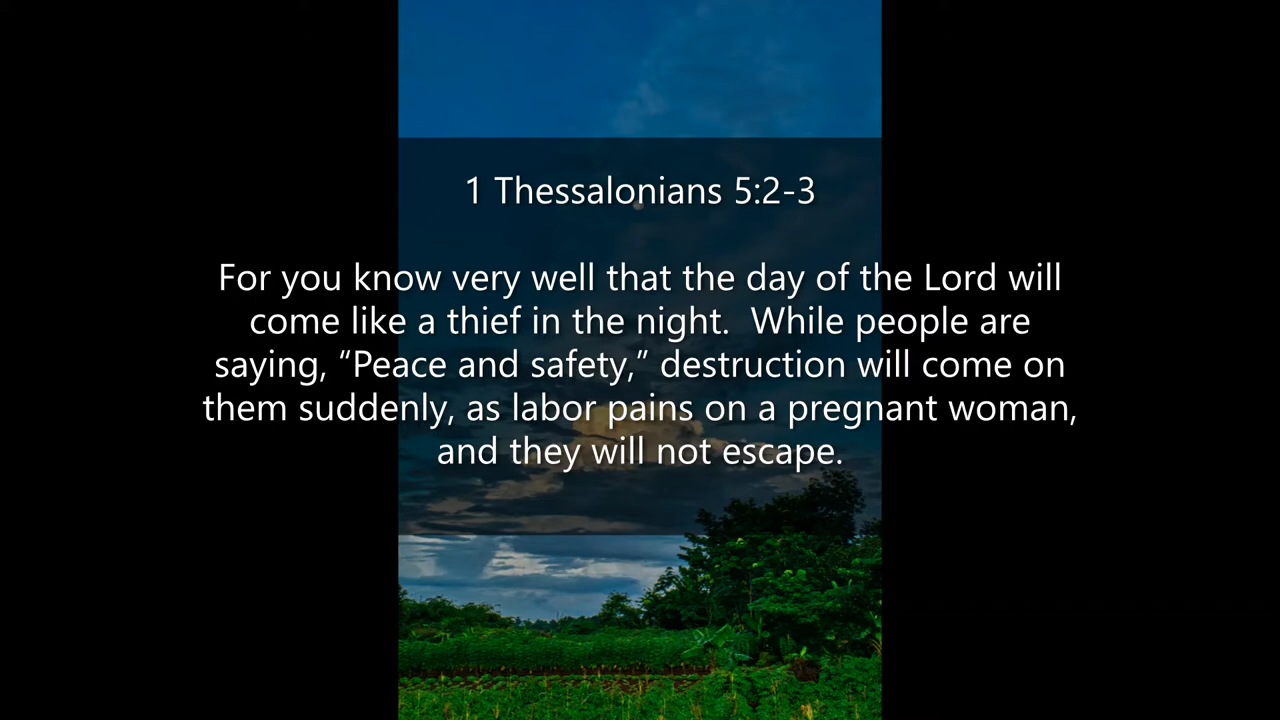 1 Thessalonians 5:2-3
For you know very well that the day of the Lord will
come like a thief in the night.  While people are
saying, “Peace and safety,” destruction will come on
them suddenly, as labor pains on a pregnant woman,
and they will not escape.